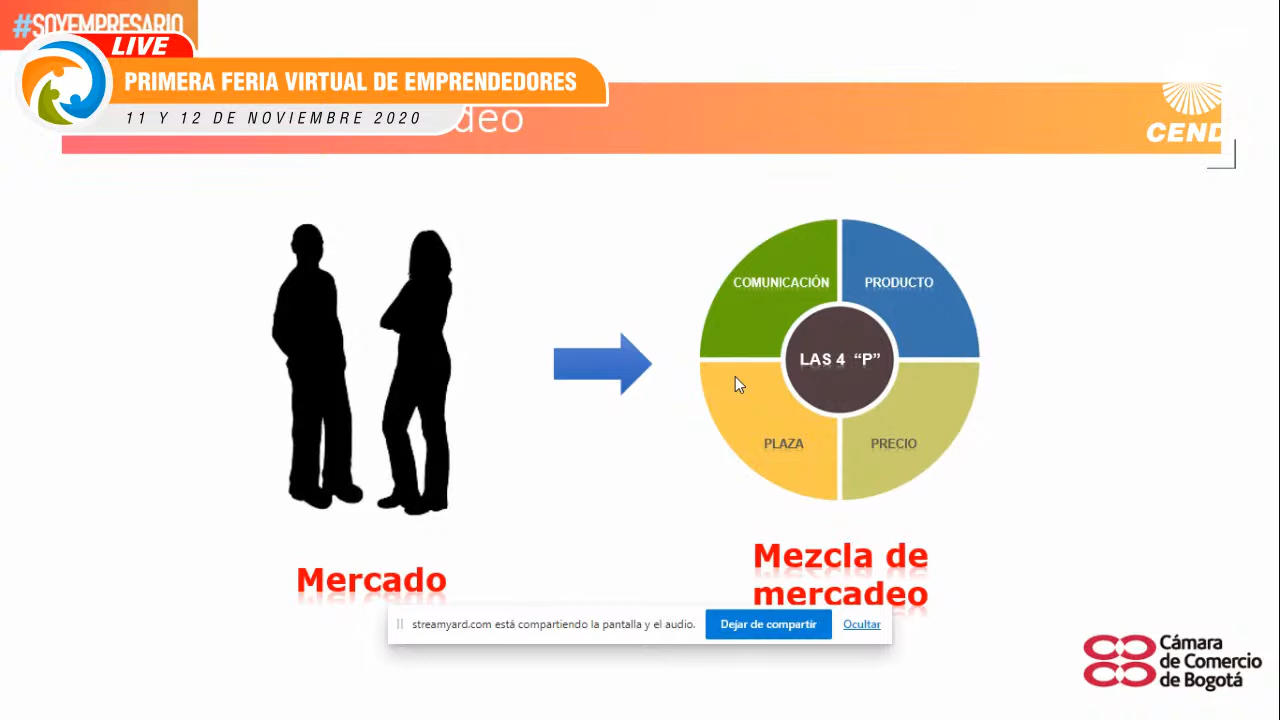 #SOYEMPRESARIO
LIVE
PRIMERA FERIA VIRTUAL DE EMPRENDEDORES
11 Y 12 DE NOVIEMBRE 2020
deo
CEND
COMUNICACIÓN
PRODUCTO
LAS 4 “P”
PLAZA
PRECIO
Mercado
Mezcla de
mercadeo
streamyard.com está compartiendo la pantalla y el audio.
Dejar de compartir
Ocultar
Cámara
de Comercio
de Bogotá